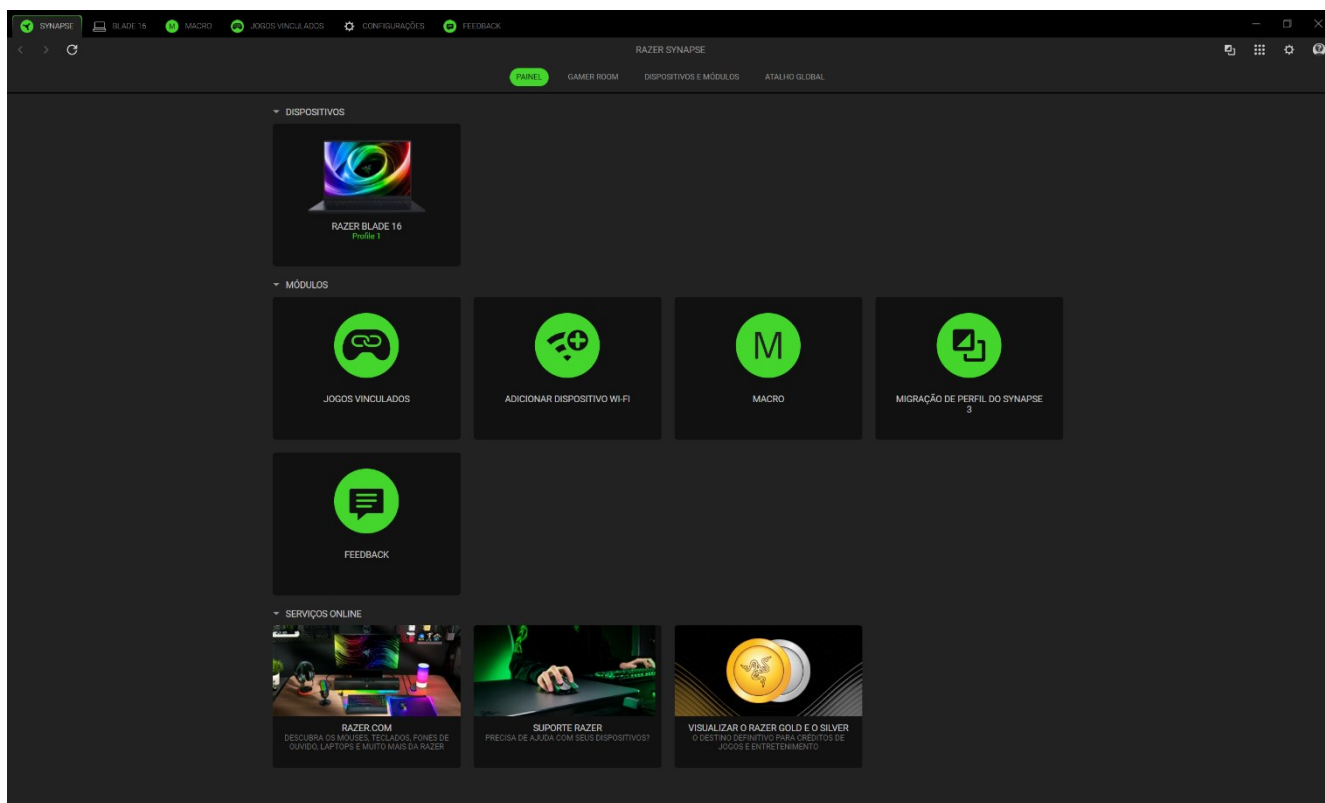 SYNAPSE
BLADE 16
M
MACRO
JOGOS VINCULADOS
CONFIGURAÇÕES
FEEDBACK
RAZER SYNAPSE
PAINEL
GAMER ROOM
DISPOSITIVOS E MÓDULOS
ATALHO GLOBAL
DISPOSITIVOS
RAZER BLADE 16
Profile 1
MÓDULOS
JOGOS VINCULADOS
ADICIONAR DISPOSITIVO WI-FI
M
MACRO
MIGRAÇÃO DE PERFIL DO SYNAPSE
3
FEEDBACK
SERVIÇOS ONLINE
RAZER.COM
DESCUBRA OS MOUSES, TECLADOS, FONES DE
OUVIDO, LAPTOPS E MUITO MAIS DA RAZER
SUPORTE RAZER
PRECISA DE AJUDA COM SEUS DISPOSITIVOS?
VISUALIZAR O RAZER GOLD E O SILVER
O DESTINO DEFINITIVO PARA CRÉDITOS DE
JOGOS E ENTRETENIMENTO